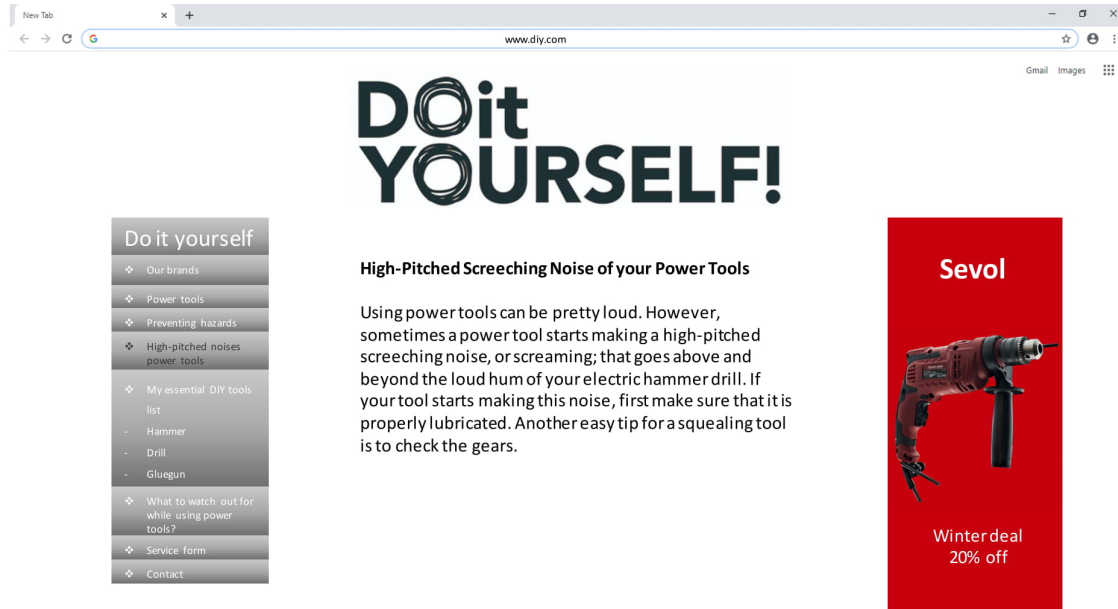 New Tab
www.diy.com
Gmail Images
DOit
YOURSELF!
Do it yourself
Our brands
Power tools
Preventing hazards
High-pitched noises
power tools
My essential DIY tools
list
- Hammer
- Drill
- Gluegun
What to watch out for
while using power
tools?
Service form
Contact
High-Pitched Screeching Noise of your Power Tools
Using power tools can be pretty loud. However,
sometimes a power tool starts making a high-pitched
screeching noise, or screaming; that goes above and
beyond the loud hum of your electric hammer drill. If
your tool starts making this noise, first make sure that it is
properly lubricated. Another easy tip for a squealing tool
is to check the gears.
Sevol
Winter deal
20% off